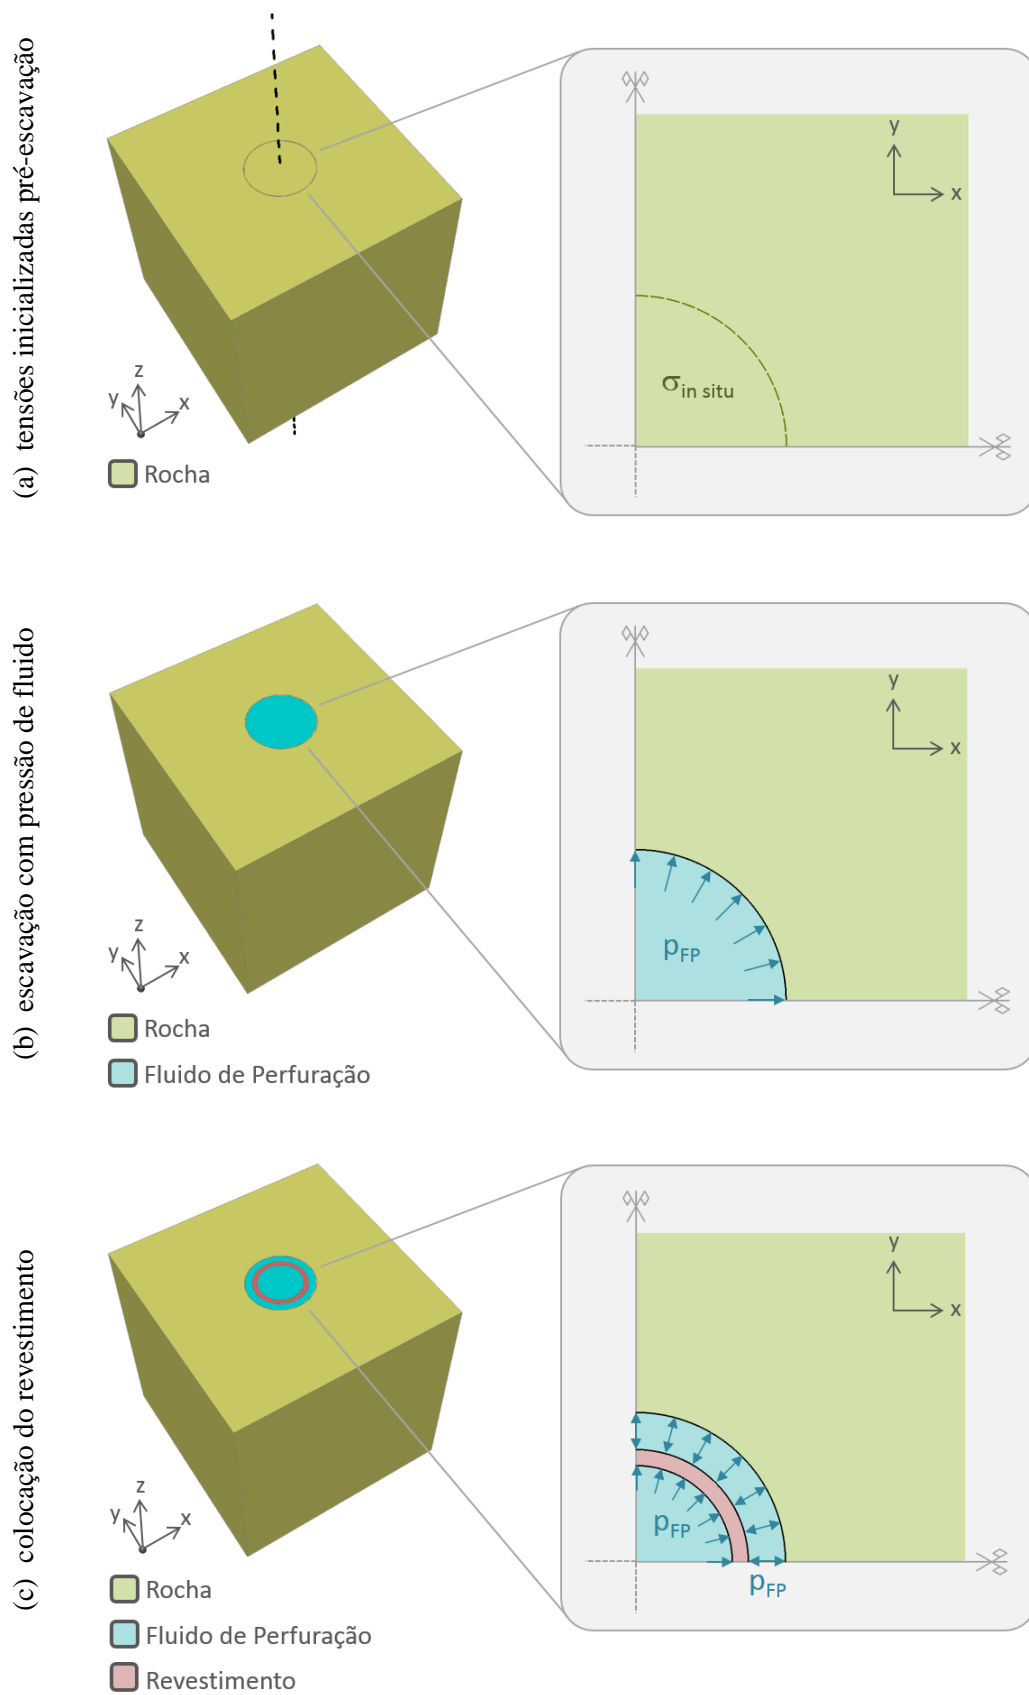 (a) tensões inicializadas pré-escavação
y
x
σin situ
z
y
x
Rocha
(b) escavação com pressão de fluido
y
x
pFP
z
y
x
Rocha
Fluido de Perfuração
(c) colocação do revestimento
y
x
z
y
x
pFP
pFP
Rocha
Fluido de Perfuração
Revestimento